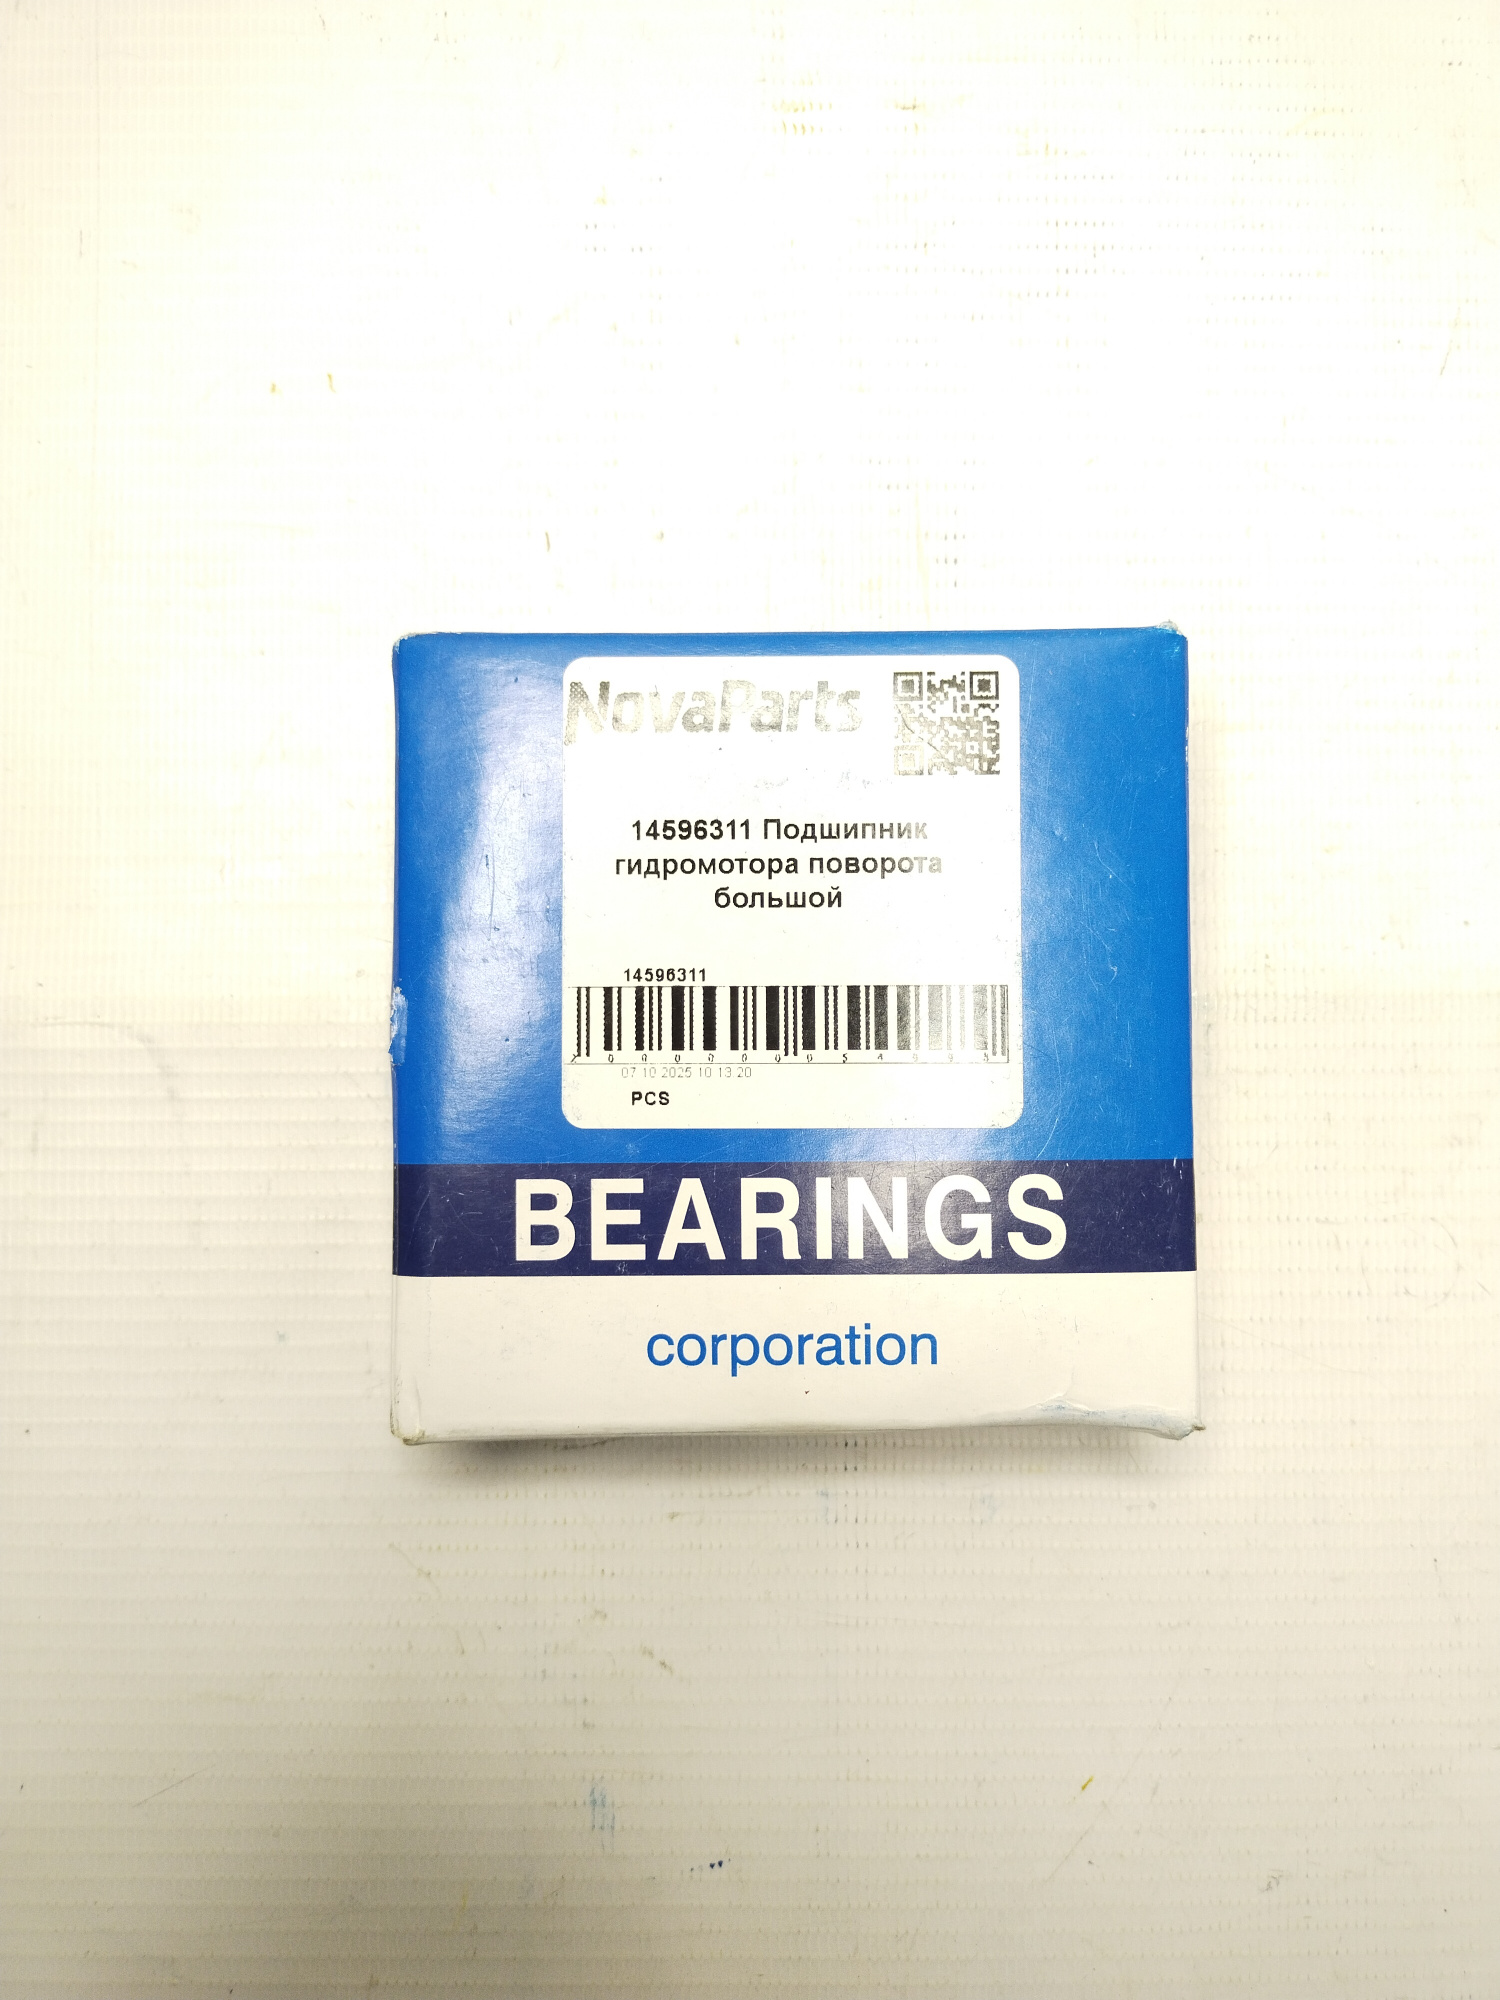 NovaParts
14596311 Подшипник
гидромотора поворота
большой
14596311
07.10.2025 10:13:20
PCS
BEARINGS
corporation